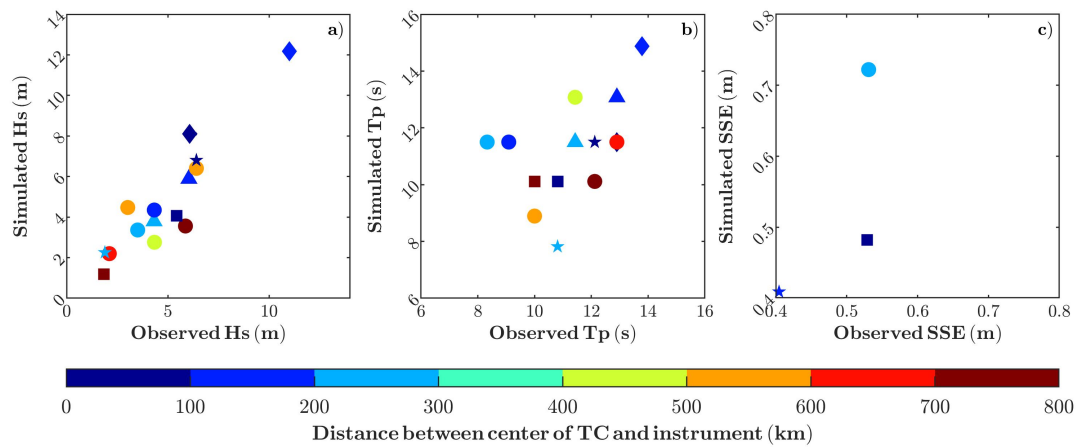 a)
14
12
10
8
6
4
2
0
Simulated Hs (m)
0 5 10
Observed Hs (m)
b)
16
14
12
10
8
6
Simulated Tp (s)
6 8 10 12 14 16
Observed Tp (s)
c)
0.8
0.7
0.6
0.5
0.4
Simulated SSE (m)
0.4 0.5 0.6 0.7 0.8
Observed SSE (m)
0 100 200 300 400 500 600 700 800
Distance between center of TC and instrument (km)